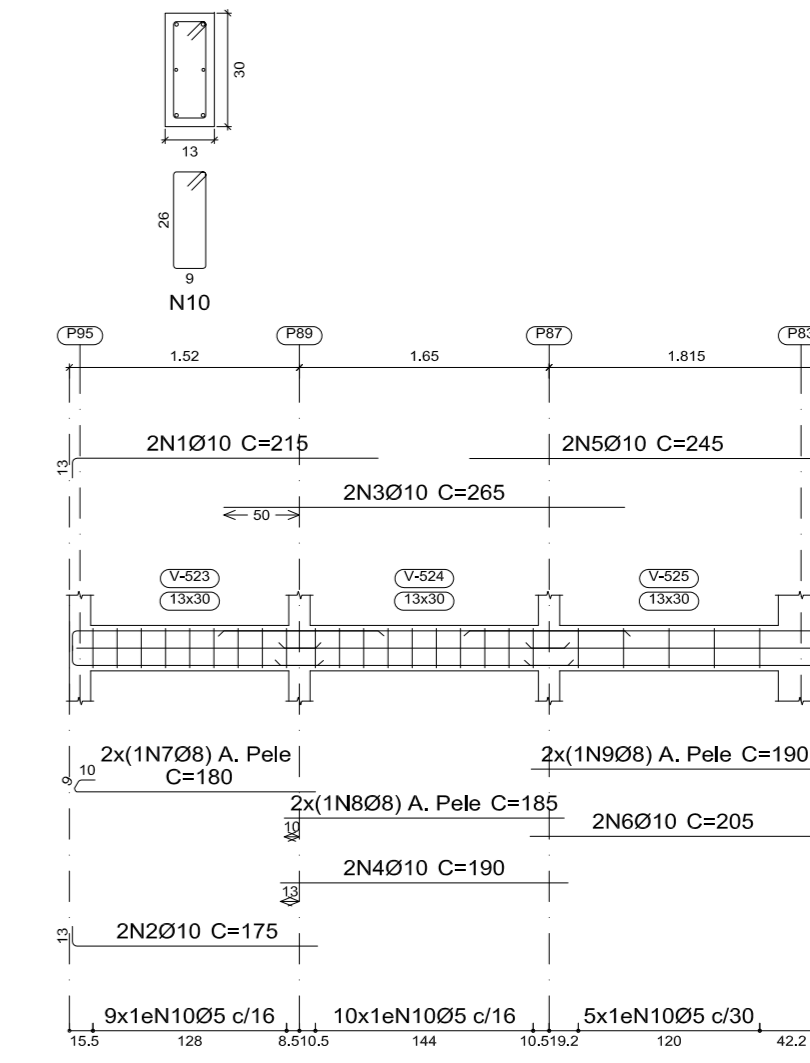 30
13
26
9
N10
P95 P89 P87 P83
1.52 1.65 1.815
2N1Ø10 C=215 2N5Ø10 C=245
13
2N3Ø10 C=265
50
V-523 V-524 V-525
13x30 13x30 13x30
2x(1N7Ø8) A. Pele 2x(1N9Ø8) A. Pele C=190
9 10 C=180
2x(1N8Ø8) A. Pele C=185
10 2N6Ø10 C=205
2N4Ø10 C=190
13
13 2N2Ø10 C=175
9x1eN10Ø5 c/16 10x1eN10Ø5 c/16 5x1eN10Ø5 c/30
15.5 128 8.5 10.5 144 10.5 19.2 120 42.2